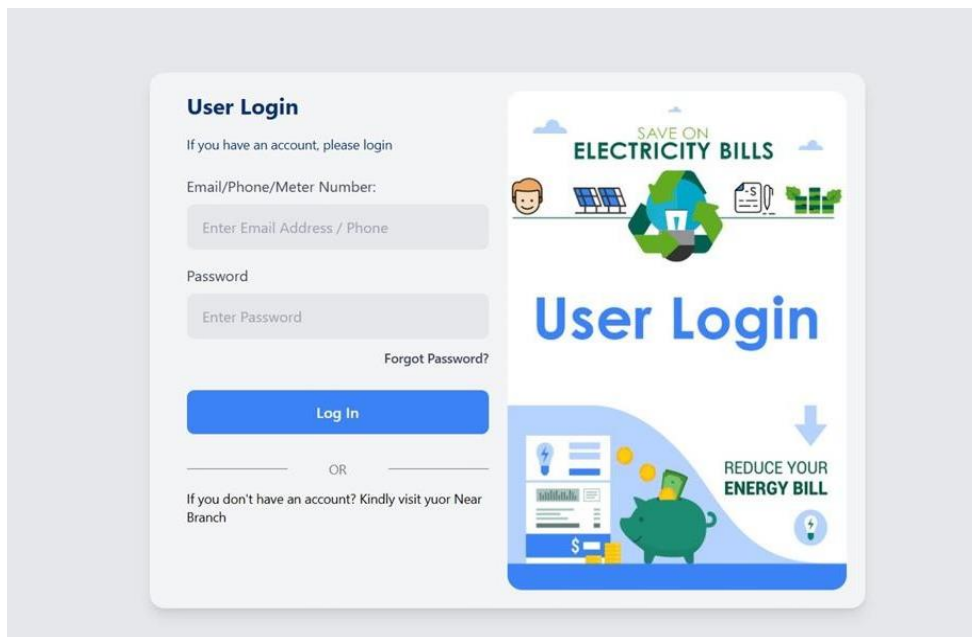 User Login
If you have an account, please login
Email/Phone/Meter Number:
Enter Email Address / Phone
Password
Enter Password
Forgot Password?
Log In
OR
If you don't have an account? Kindly visit yuor Near
Branch
SAVE ON
ELECTRICITY BILLS
-S
User Login
REDUCE YOUR
ENERGY BILL
$